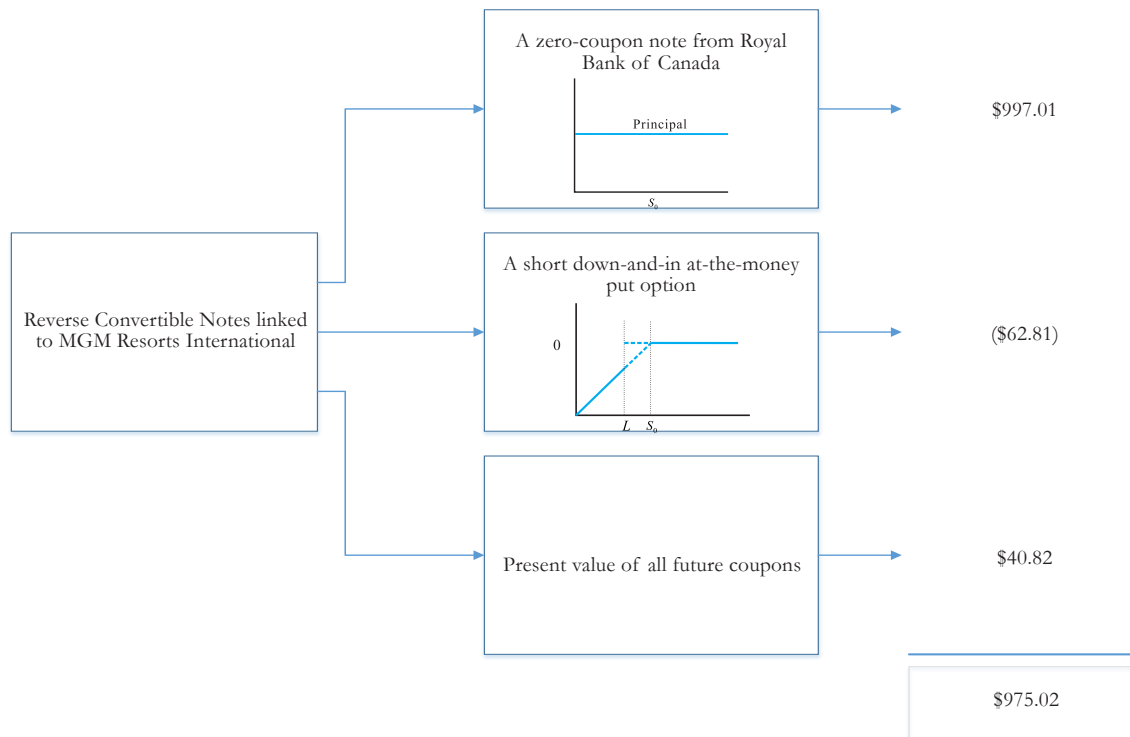 A zero-coupon note from Royal
Bank of Canada
Principal
S₀
$997.01
Reverse Convertible Notes linked
to MGM Resorts International
A short down-and-in at-the-money
put option
0
L S₀
($62.81)
Present value of all future coupons
$40.82
$975.02